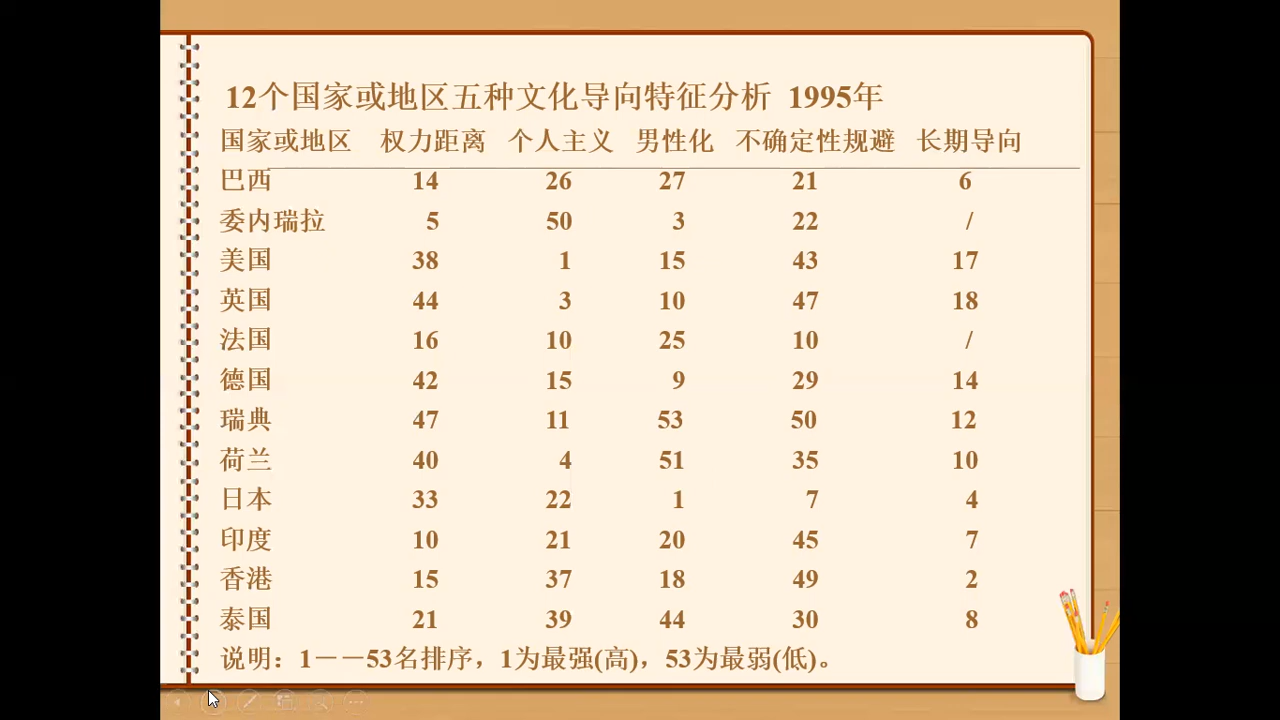 12个国家或地区五种文化导向特征分析 1995年
国家或地区 权力距离 个人主义 男性化 不确定性规避 长期导向
巴西 14 26 27 21 6
委内瑞拉 5 50 3 22 /
美国 38 1 15 43 17
英国 44 3 10 47 18
法国 16 10 25 10 /
德国 42 15 9 29 14
瑞典 47 11 53 50 12
荷兰 40 4 51 35 10
日本 33 22 1 7 4
印度 10 21 20 45 7
香港 15 37 18 49 2
泰国 21 39 44 30 8
说明：1－－53名排序，1为最强(高)，53为最弱(低)。